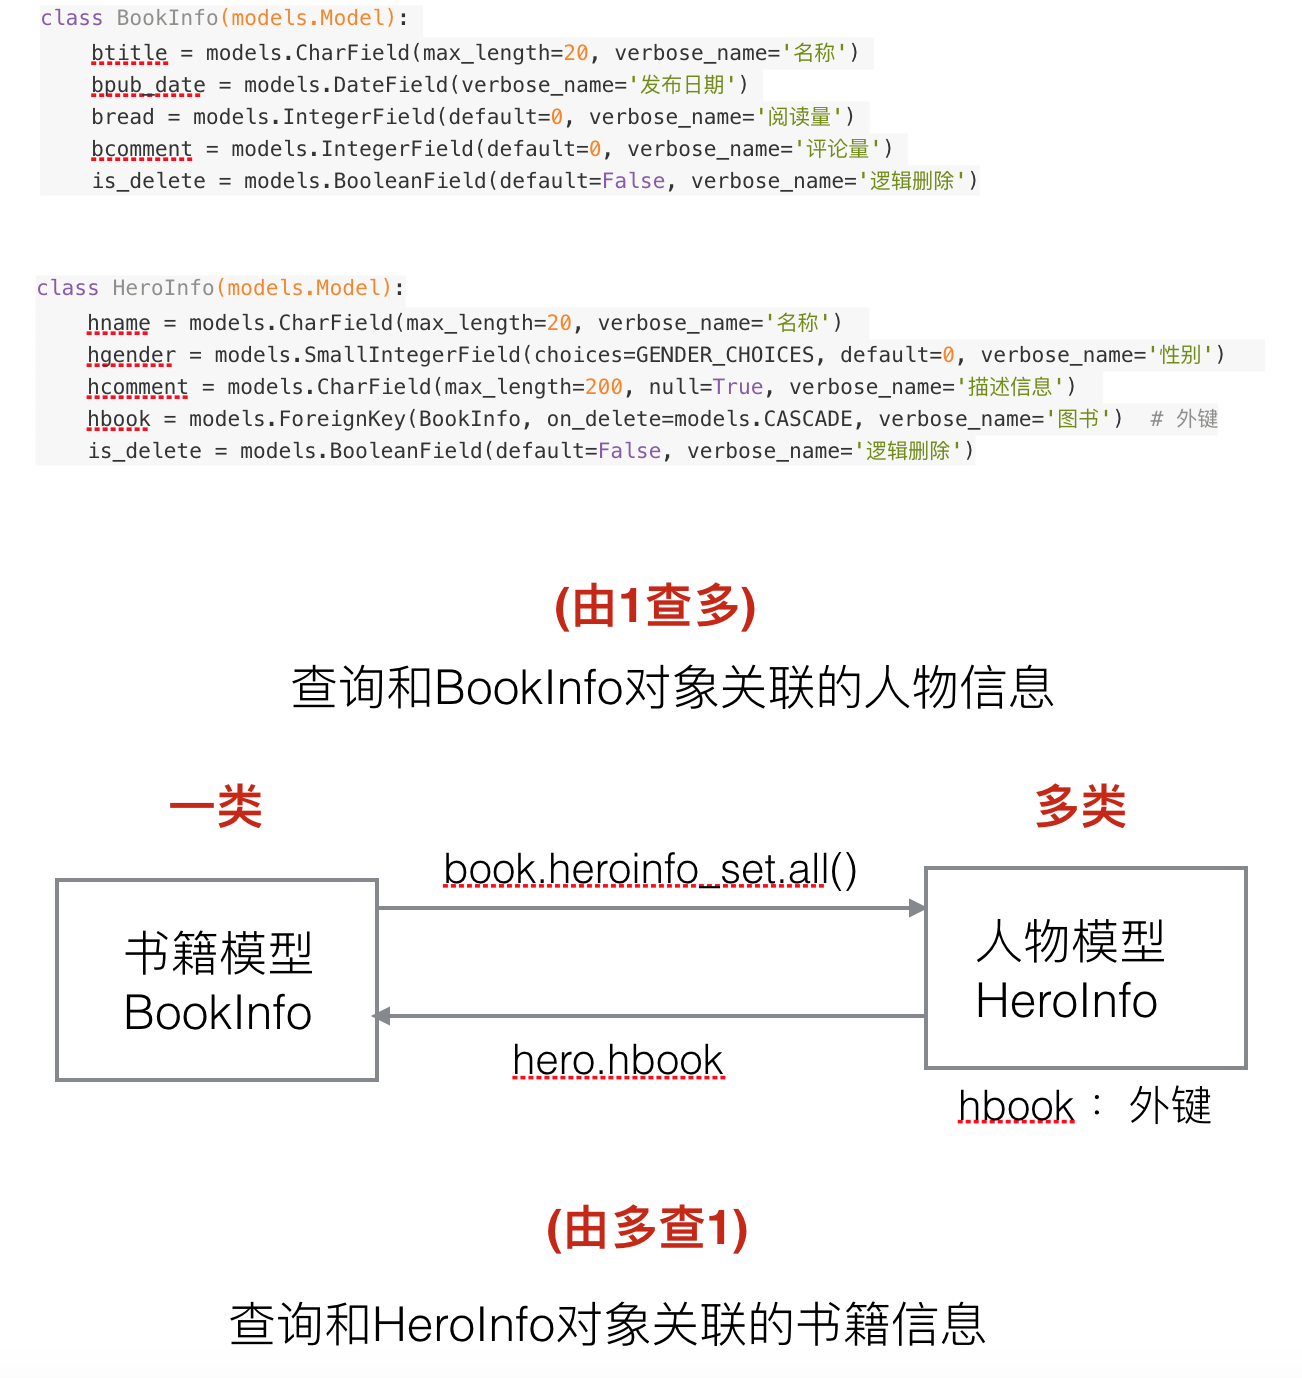 class BookInfo(models.Model):
    btitle = models.CharField(max_length=20, verbose_name='名称')
    bpub_date = models.DateField(verbose_name='发布日期')
    bread = models.IntegerField(default=0, verbose_name='阅读量')
    bcomment = models.IntegerField(default=0, verbose_name='评论量')
    is_delete = models.BooleanField(default=False, verbose_name='逻辑删除')
class HeroInfo(models.Model):
    hname = models.CharField(max_length=20, verbose_name='名称')
    hgender = models.SmallIntegerField(choices=GENDER_CHOICES, default=0, verbose_name='性别')
    hcomment = models.CharField(max_length=200, null=True, verbose_name='描述信息')
    hbook = models.ForeignKey(BookInfo, on_delete=models.CASCADE, verbose_name='图书')  # 外键
    is_delete = models.BooleanField(default=False, verbose_name='逻辑删除')
(由1查多)
查询和BookInfo对象关联的人物信息
一类
多类
book.heroinfo_set.all()
书籍模型
BookInfo
人物模型
HeroInfo
hero.hbook
hbook： 外键
(由多查1)
查询和HeroInfo对象关联的书籍信息